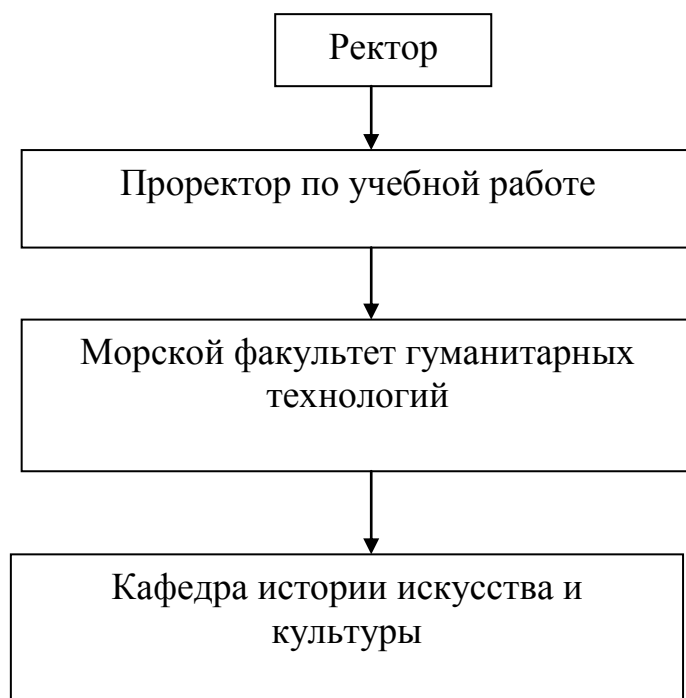 Ректор
Проректор по учебной работе
Морской факультет гуманитарных
технологий
Кафедра истории искусства и
культуры